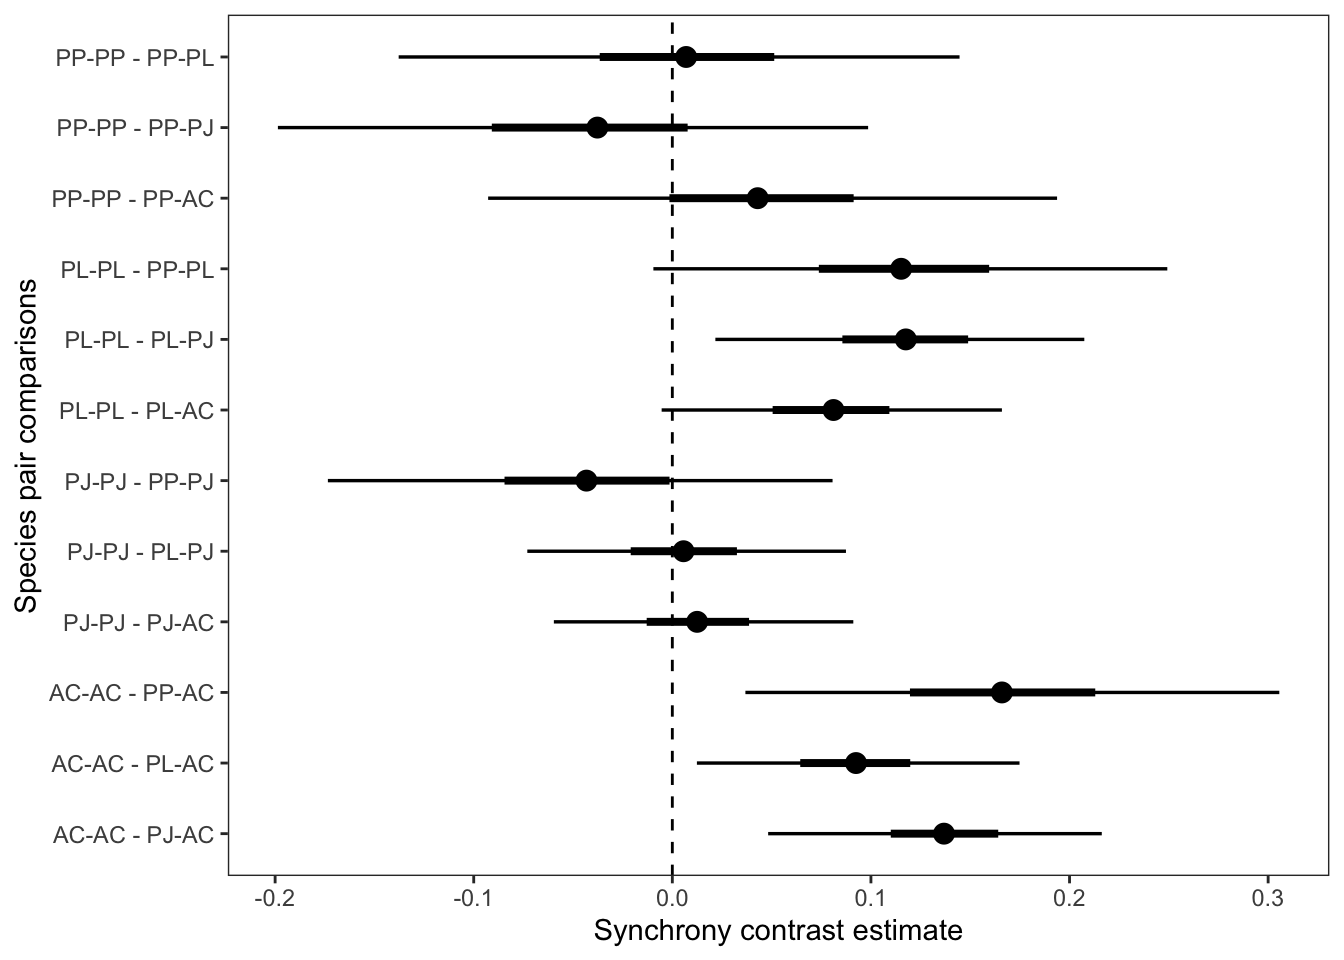 PP-PP - PP-PL
PP-PP - PP-PJ
PP-PP - PP-AC
PL-PL - PP-PL
PL-PL - PL-PJ
PL-PL - PL-AC
PJ-PJ - PP-PJ
PJ-PJ - PL-PJ
PJ-PJ - PJ-AC
AC-AC - PP-AC
AC-AC - PL-AC
AC-AC - PJ-AC
Species pair comparisons
-0.2 -0.1 0.0 0.1 0.2 0.3
Synchrony contrast estimate